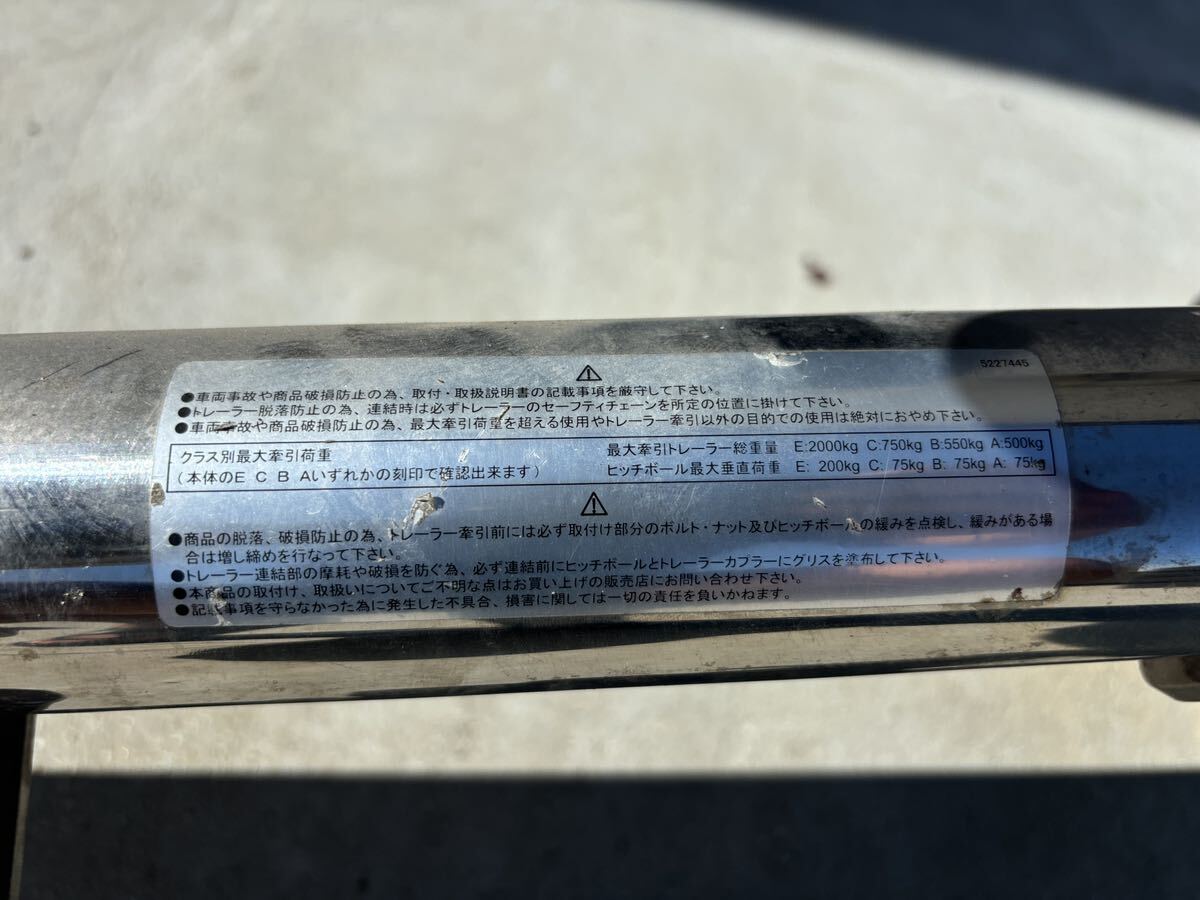 5227445
●車両事故や商品破損防止の為、取付・取扱説明書の記載事項を厳守して下さい。
●トレーラー脱落防止の為、連結時は必ずトレーラーのセーフティチェーンを所定の位置に掛けて下さい。
●車両事故や商品破損防止の為、最大牽引荷重を超える使用やトレーラー牽引以外の目的での使用は絶対におやめ下さい。
クラス別最大牽引荷重 最大牽引トレーラー総重量 E:2000kg C:750kg B:550kg A:500kg
(本体のE C B Aいずれかの刻印で確認出来ます) ヒッチボール最大垂直荷重 E: 200kg C: 75kg B: 75kg A: 75kg
●商品の脱落、破損防止の為、トレーラー牽引前には必ず取付け部分のボルト・ナット及びヒッチボールの緩みを点検し、緩みがある場
合は増し締めを行なって下さい。
●トレーラー連結部の摩耗や破損を防ぐ為、必ず連結前にヒッチボールとトレーラーカプラーにグリスを塗布して下さい。
●本商品の取付け、取扱いについてご不明な点はお買い上げの販売店にお問い合わせ下さい。
●記載事項を守らなかった為に発生した不具合、損害に関しては一切の責任を負いかねます。